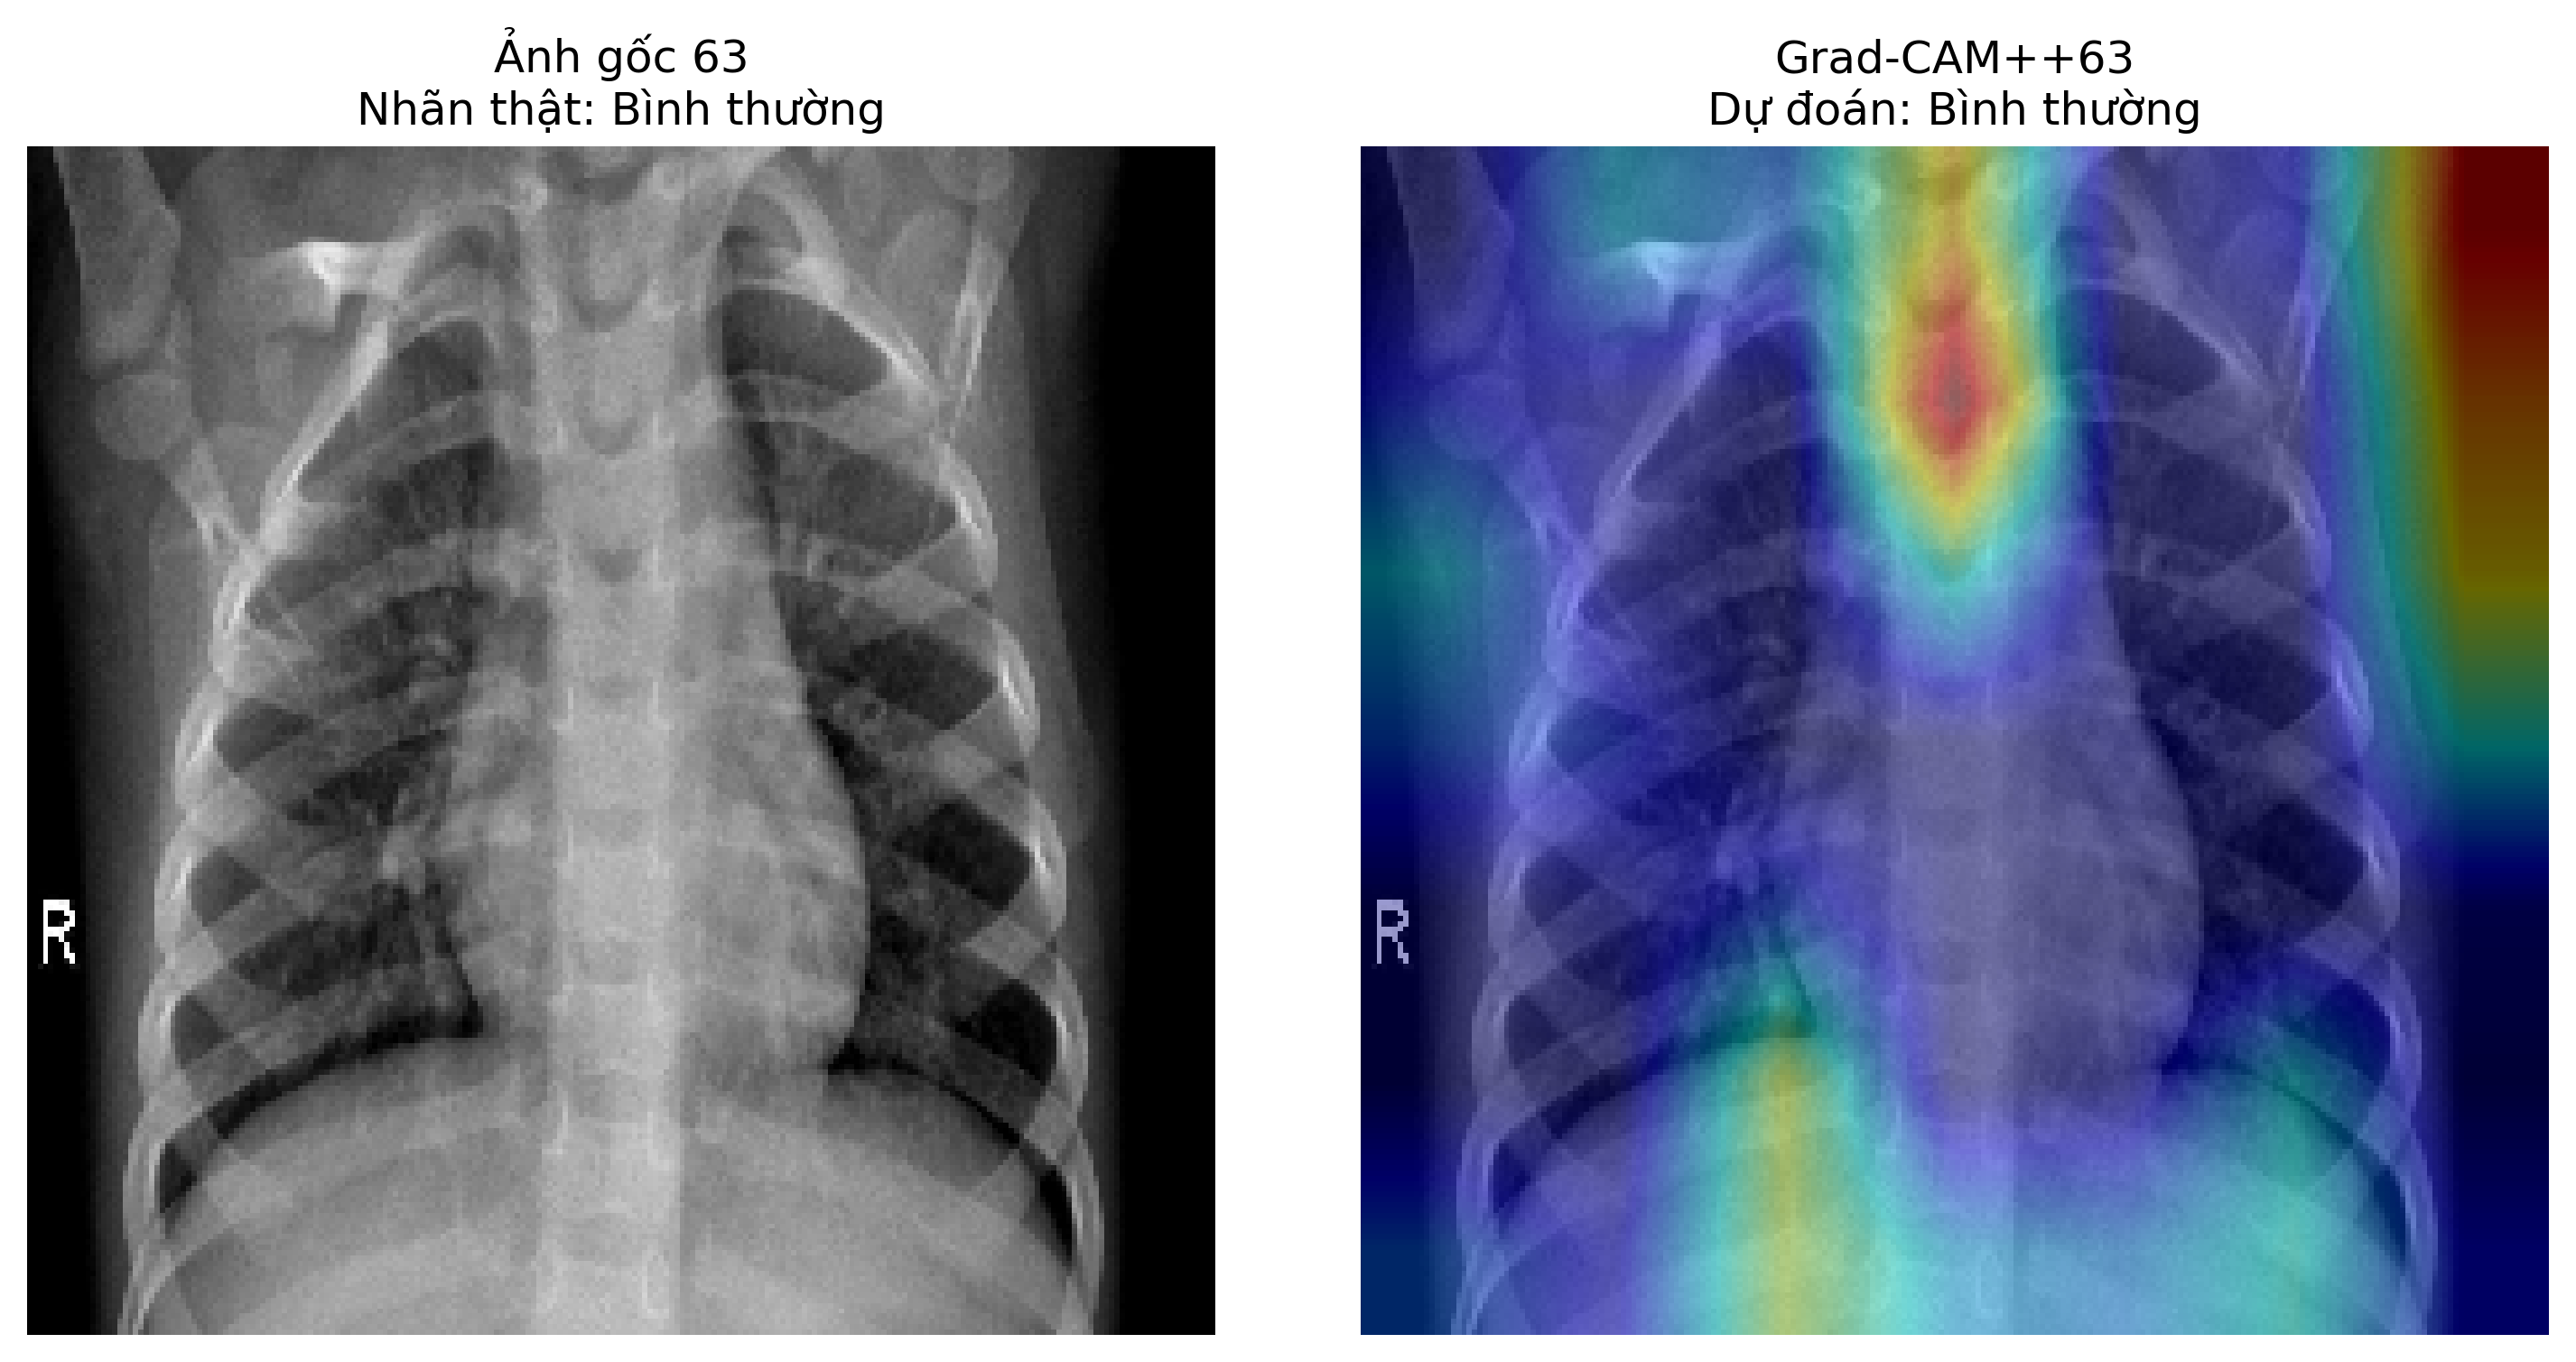 Ảnh gốc 63
Nhãn thật: Bình thường
Grad-CAM++63
Dự đoán: Bình thường
R
R